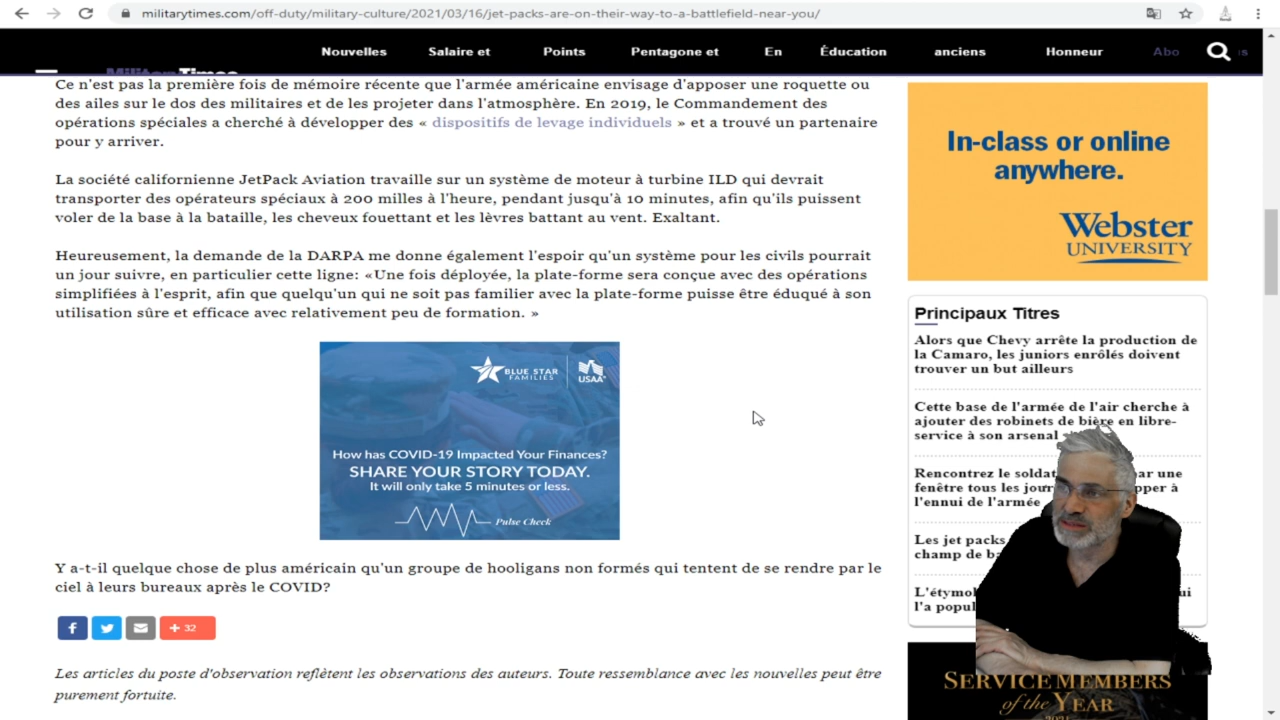 militarytimes.com/off-duty/military-culture/2021/03/16/jet-packs-are-on-their-way-to-a-battlefield-near-you/
Nouvelles Salaire et Points Pentagone et En Éducation anciens Honneur Abo s
Military Times
Ce n'est pas la première fois de mémoire récente que l'armée américaine envisage d'apposer une roquette ou
des ailes sur le dos des militaires et de les projeter dans l'atmosphère. En 2019, le Commandement des
opérations spéciales a cherché à développer des « dispositifs de levage individuels » et a trouvé un partenaire
pour y arriver.
La société californienne JetPack Aviation travaille sur un système de moteur à turbine ILD qui devrait
transporter des opérateurs spéciaux à 200 milles à l'heure, pendant jusqu'à 10 minutes, afin qu'ils puissent
voler de la base à la bataille, les cheveux fouettant et les lèvres battant au vent. Exaltant.
Heureusement, la demande de la DARPA me donne également l'espoir qu'un système pour les civils pourrait
un jour suivre, en particulier cette ligne: «Une fois déployée, la plate-forme sera conçue avec des opérations
simplifiées à l'esprit, afin que quelqu'un qui ne soit pas familier avec la plate-forme puisse être éduqué à son
utilisation sûre et efficace avec relativement peu de formation. »
BLUE STAR
FAMILIES
USAA
How has COVID-19 Impacted Your Finances?
SHARE YOUR STORY TODAY.
It will only take 5 minutes or less.
Pulse Check
Y a-t-il quelque chose de plus américain qu'un groupe de hooligans non formés qui tentent de se rendre par le
ciel à leurs bureaux après le COVID?
32
Les articles du poste d'observation reflètent les observations des auteurs. Toute ressemblance avec les nouvelles peut être
purement fortuite.
In-class or online
anywhere.
Webster
UNIVERSITY
Principaux Titres
Alors que Chevy arrête la production de
la Camaro, les juniors enrôlés doivent
trouver un but ailleurs
Cette base de l'armée de l'air cherche à
ajouter des robinets de bière en libre-
service à son arsenal
Rencontrez le soldat par une
fenêtre tous les jour pper à
l'ennui de l'armée
Les jet packs
champ de ba
L'étymol ui
l'a popul
SERVICE MEMBERS
of the YEAR
2021